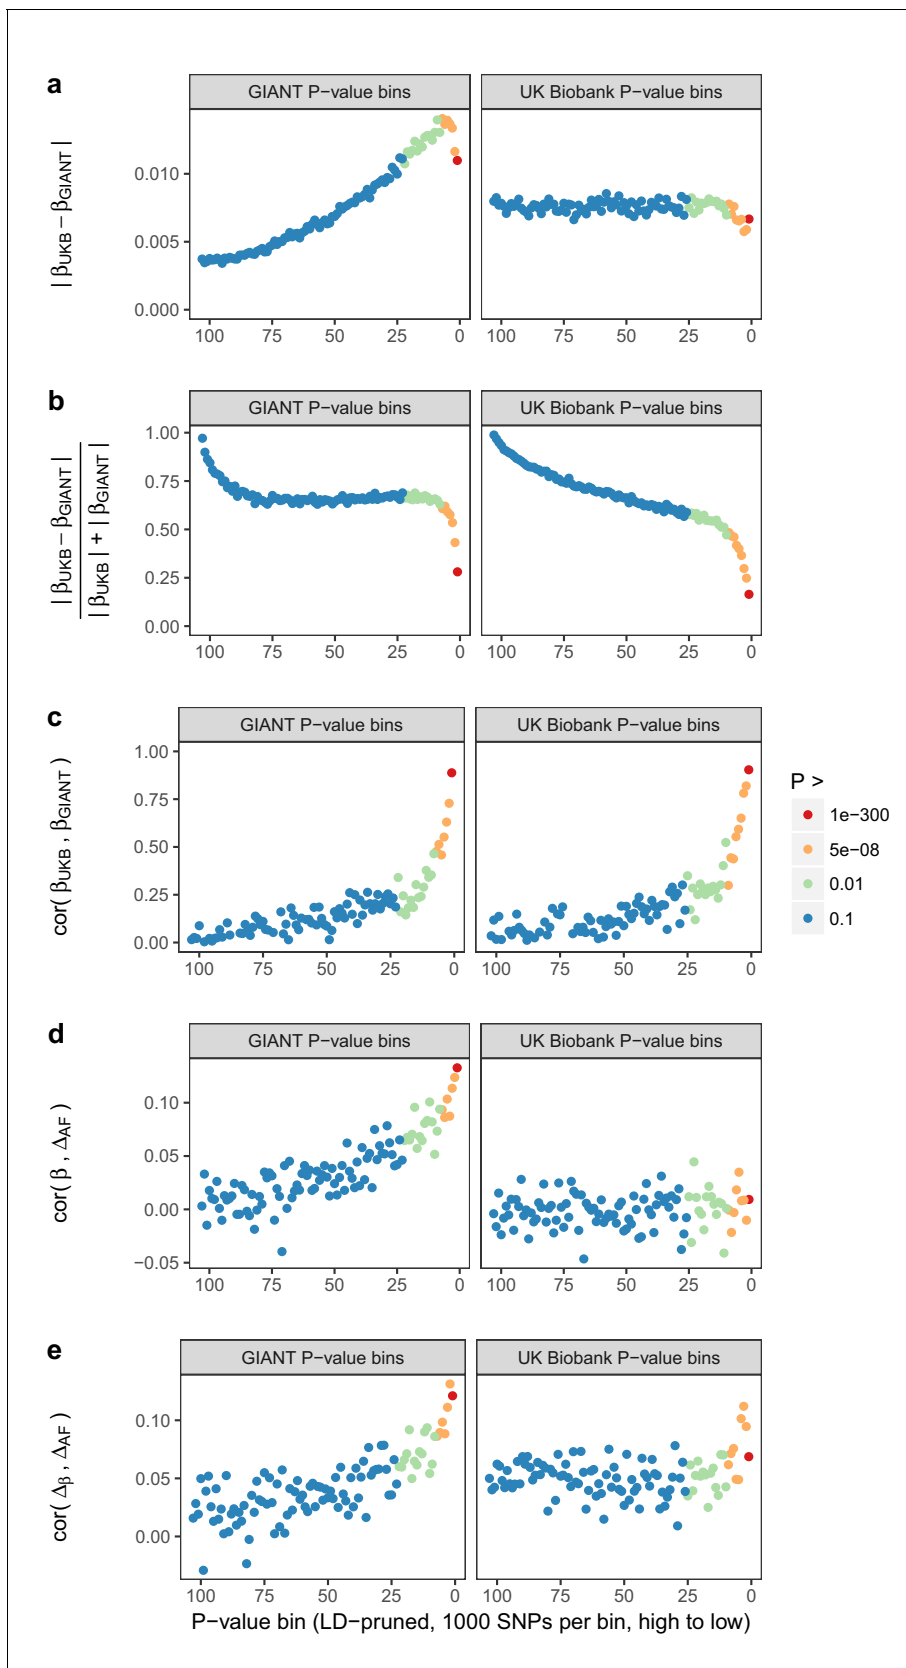 a
GIANT P−value bins
UK Biobank P−value bins
| βUKB − βGIANT |
0.010
0.005
0.000
100 75 50 25 0
100 75 50 25 0
b
GIANT P−value bins
UK Biobank P−value bins
| βUKB − βGIANT |
| βUKB | + | βGIANT |
1.00
0.75
0.50
0.25
0.00
100 75 50 25 0
100 75 50 25 0
c
GIANT P−value bins
UK Biobank P−value bins
cor( βUKB , βGIANT )
1.00
0.75
0.50
0.25
0.00
100 75 50 25 0
100 75 50 25 0
P >
1e−300
5e−08
0.01
0.1
d
GIANT P−value bins
UK Biobank P−value bins
cor( β , ΔAF )
0.10
0.05
0.00
−0.05
100 75 50 25 0
100 75 50 25 0
e
GIANT P−value bins
UK Biobank P−value bins
cor( Δβ , ΔAF )
0.10
0.05
0.00
100 75 50 25 0
100 75 50 25 0
P−value bin (LD−pruned, 1000 SNPs per bin, high to low)